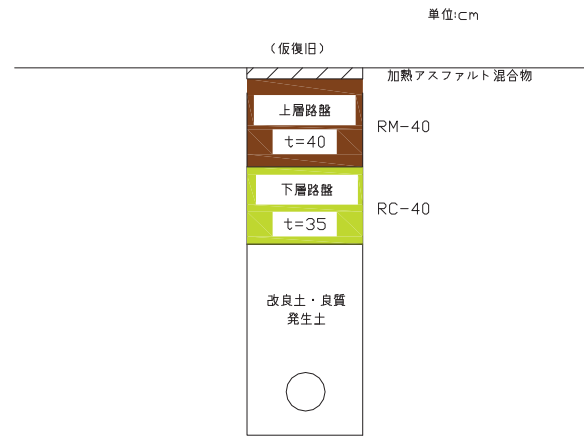 単位:cm
（仮復旧）
加熱アスファルト混合物
上層路盤
RM-40
t=40
下層路盤
RC-40
t=35
改良土・良質
発生土